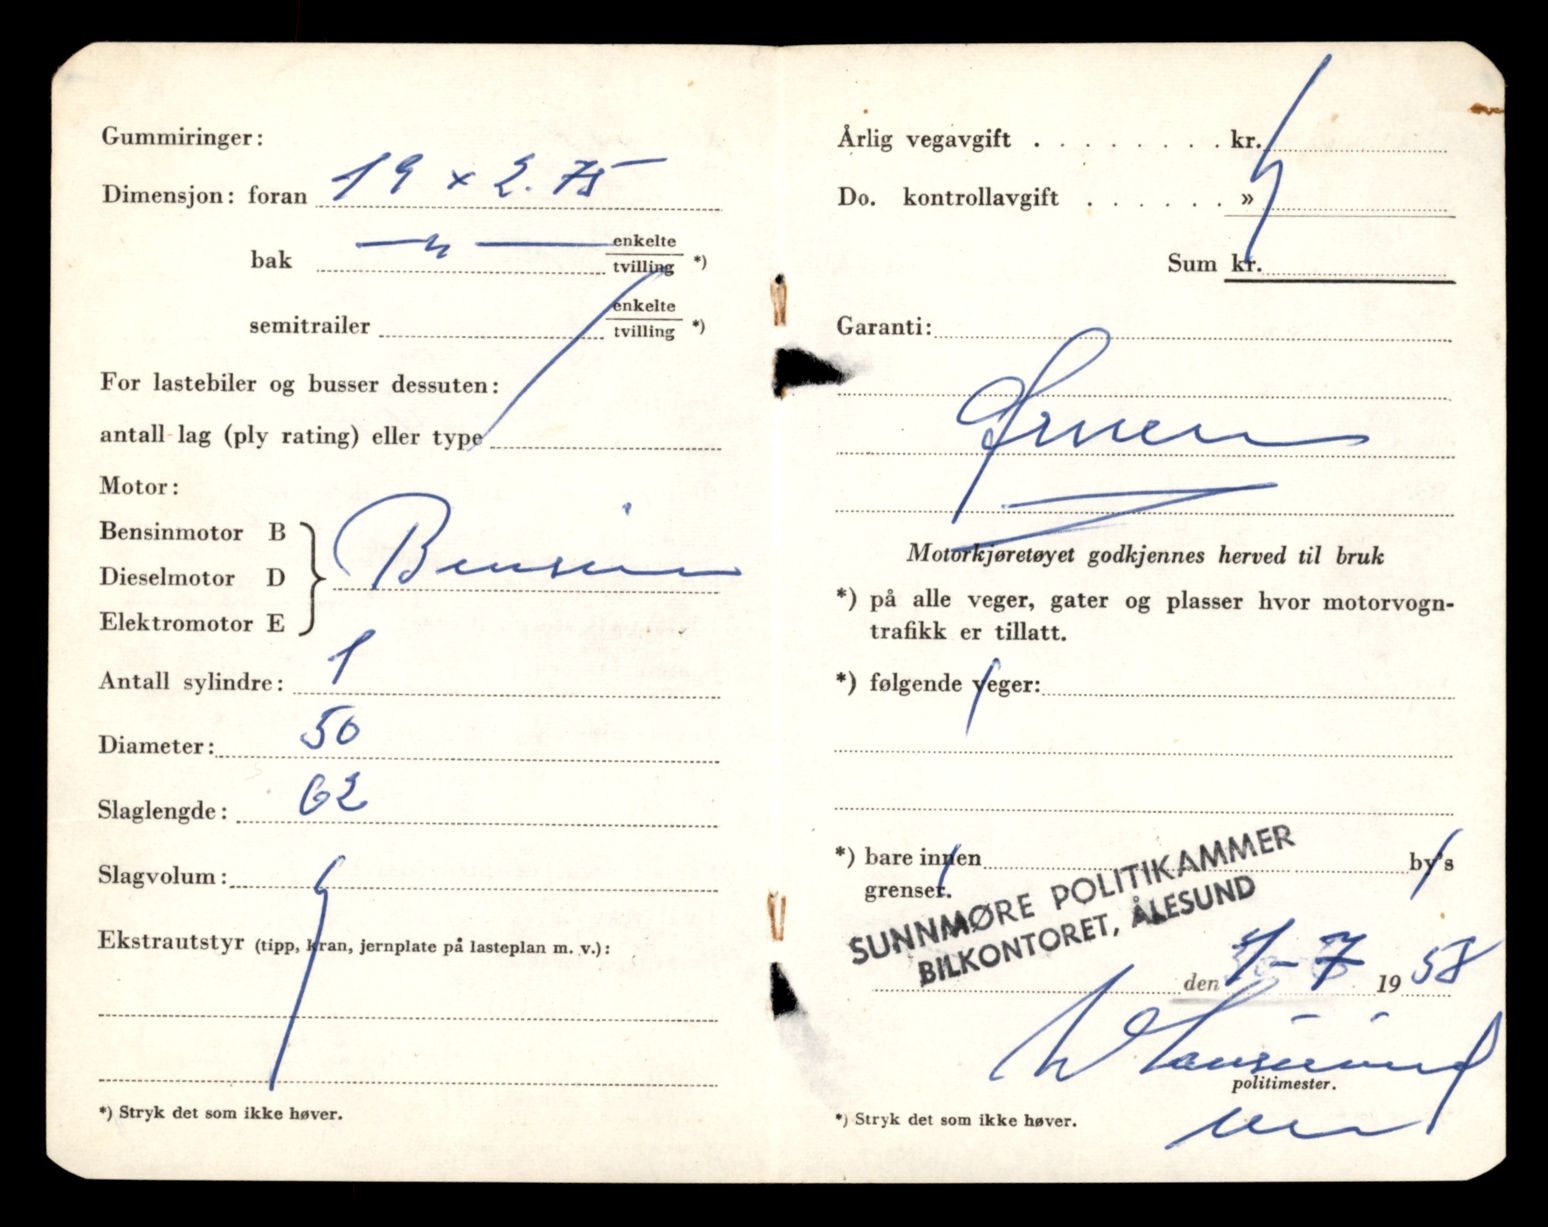 Gummiringer:
Dimensjon: foran 19 x 2.75
bak — " — enkelte
tvilling *)
semitrailer enkelte
tvilling *)
For lastebiler og busser dessuten:
antall lag (ply rating) eller type
Motor:
Bensinmotor B
Dieselmotor D
Elektromotor E
Bensin
Antall sylindre: 1
Diameter: 50
Slaglengde: 62
Slagvolum:
Ekstrautstyr (tipp, kran, jernplate på lasteplan m. v.):
*) Stryk det som ikke høver.
Årlig vegavgift . . . . . . . . kr.
Do. kontrollavgift . . . . . . »
Sum kr.
Garanti:
Motorkjøretøyet godkjennes herved til bruk
*) på alle veger, gater og plasser hvor motorvogn-
trafikk er tillatt.
*) følgende veger:
*) bare innen by's
grenser.
SUNNMØRE POLITIKAMMER
BILKONTORET, ÅLESUND
den 7-7 1958
politimester.
*) Stryk det som ikke høver.